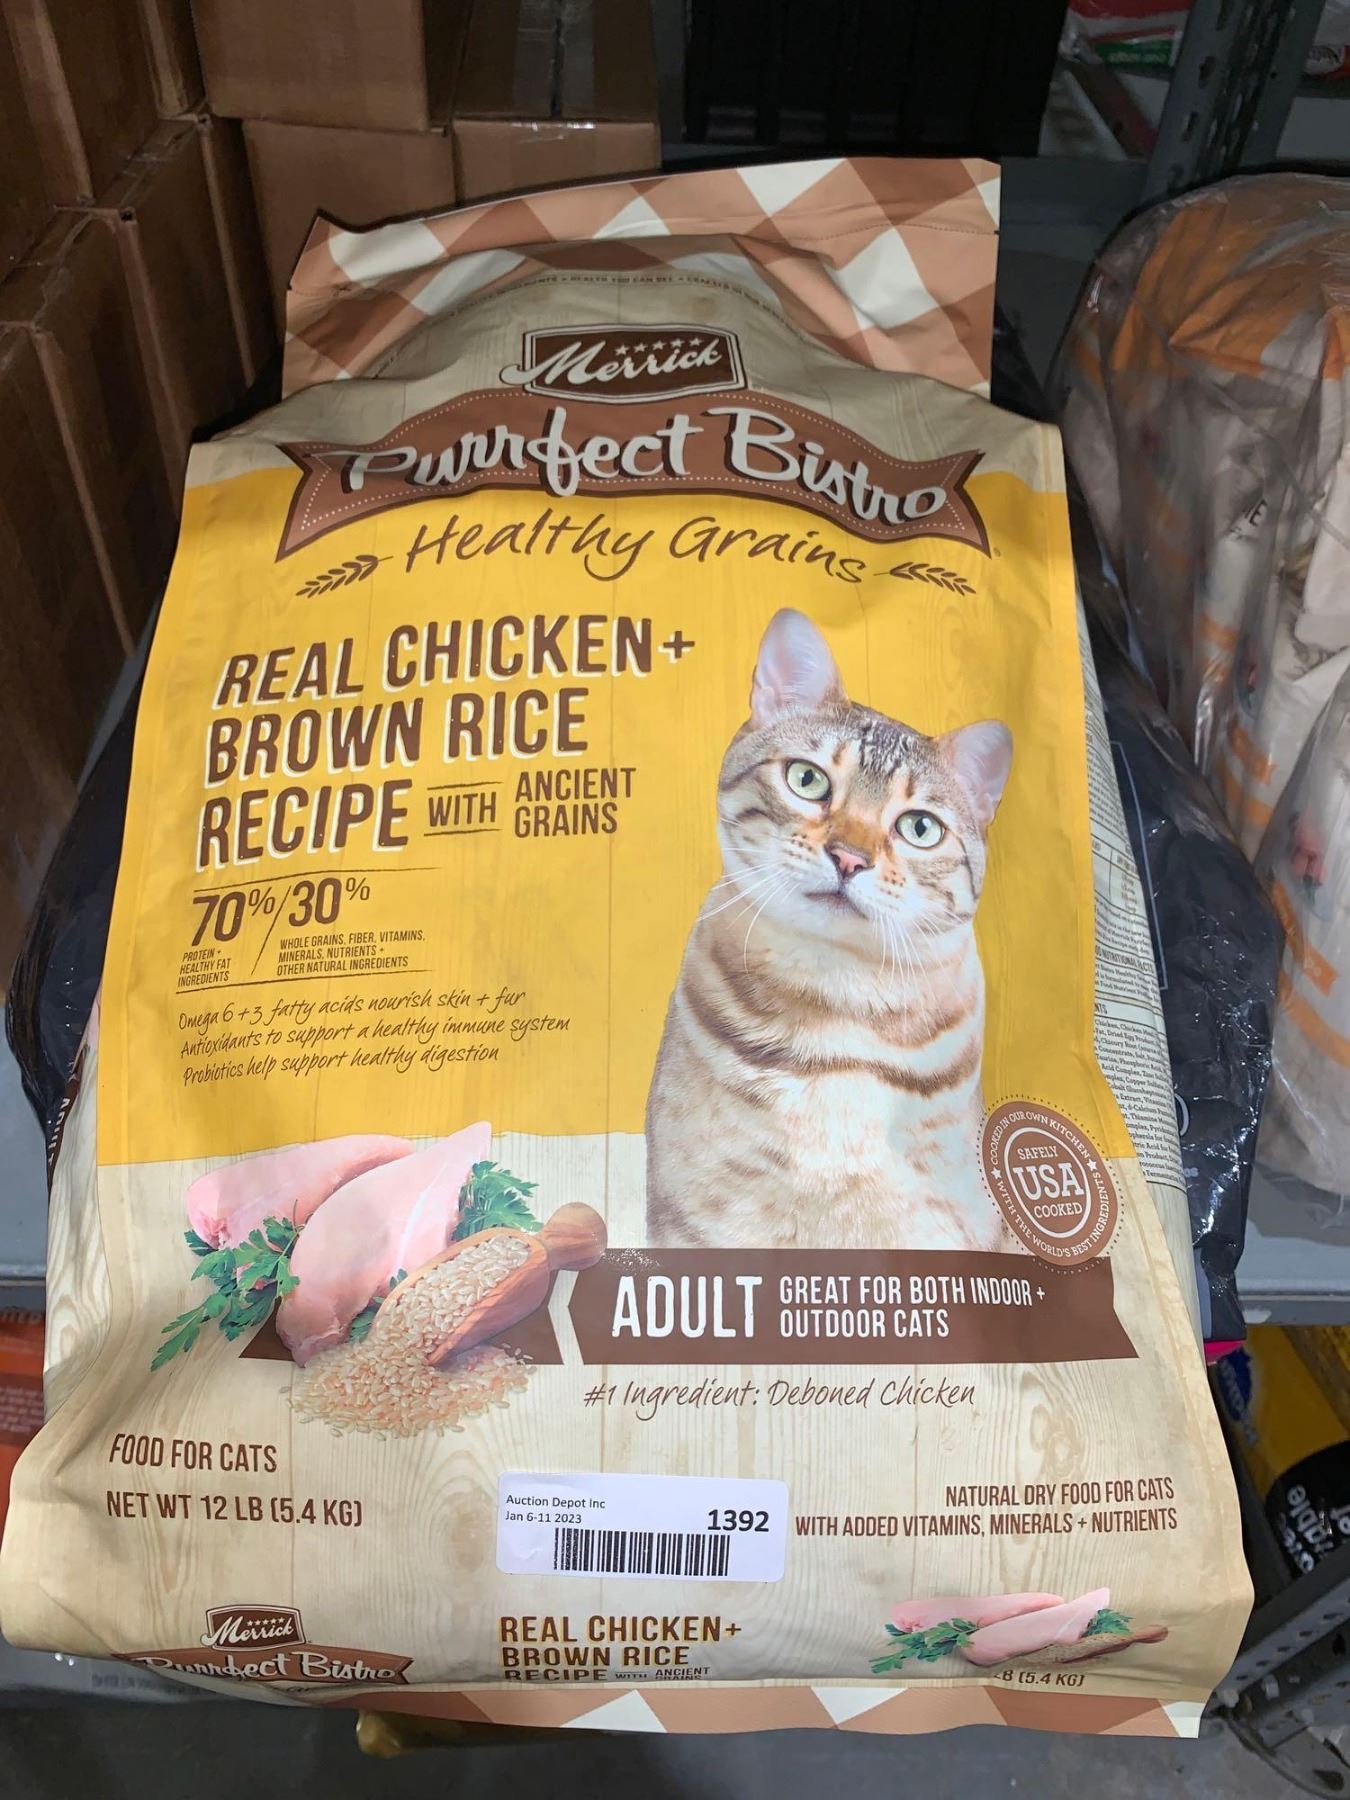 Merrick
Purrfect Bistro
Healthy Grains
REAL CHICKEN+
BROWN RICE
RECIPE WITH ANCIENT GRAINS
70%/30%
PROTEIN +
HEALTHY FAT
INGREDIENTS
WHOLE GRAINS, FIBER, VITAMINS,
MINERALS, NUTRIENTS +
OTHER NATURAL INGREDIENTS
Omega 6 + 3 fatty acids nourish skin + fur
Antioxidants to support a healthy immune system
Probiotics help support healthy digestion
COOKED IN OUR OWN KITCHEN
SAFELY
USA
COOKED
WITH THE WORLD'S BEST INGREDIENTS
ADULT
GREAT FOR BOTH INDOOR +
OUTDOOR CATS
#1 Ingredient: Deboned Chicken
FOOD FOR CATS
NET WT 12 LB (5.4 KG)
Auction Depot Inc
Jan 6-11 2023
1392
NATURAL DRY FOOD FOR CATS
WITH ADDED VITAMINS, MINERALS + NUTRIENTS
Merrick
Purrfect Bistro
REAL CHICKEN+
BROWN RICE
RECIPE WITH ANCIENT GRAINS
LB (5.4 KG)